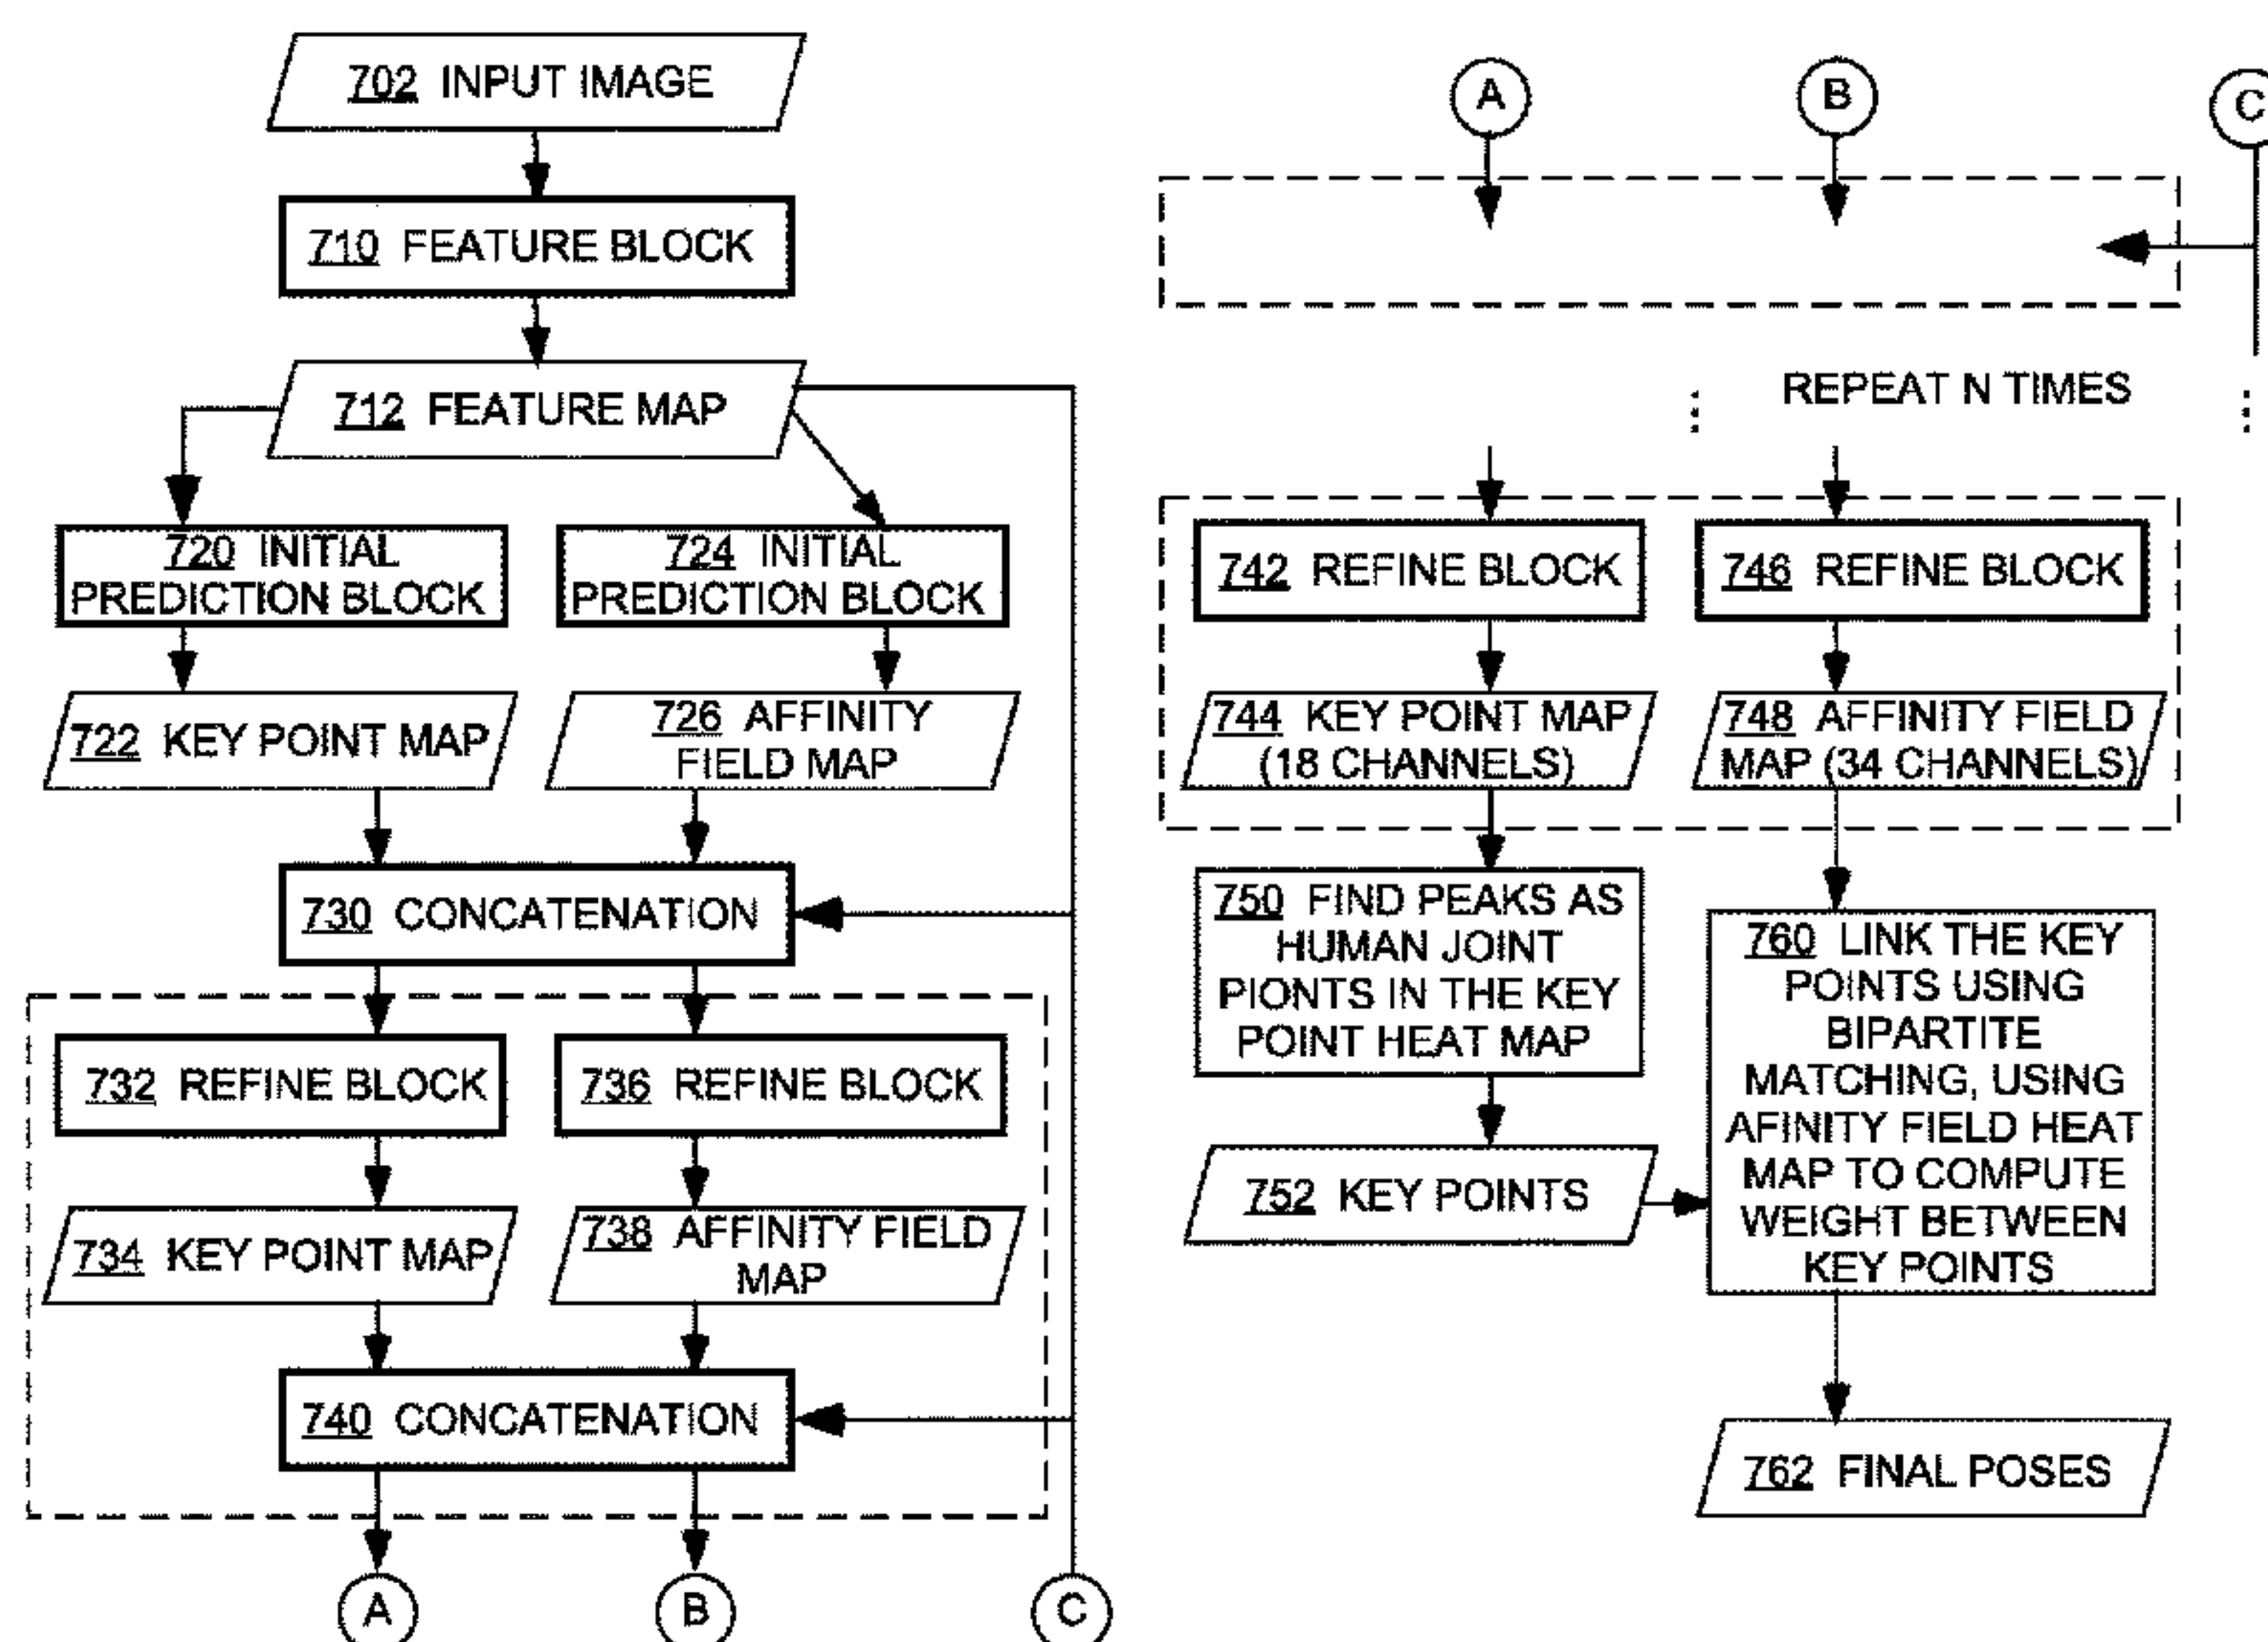 702 INPUT IMAGE
710 FEATURE BLOCK
712 FEATURE MAP
720 INITIAL
PREDICTION BLOCK
724 INITIAL
PREDICTION BLOCK
722 KEY POINT MAP
726 AFFINITY
FIELD MAP
730 CONCATENATION
732 REFINE BLOCK
736 REFINE BLOCK
734 KEY POINT MAP
738 AFFINITY FIELD
MAP
740 CONCATENATION
A
B
C
A
B
C
REPEAT N TIMES
742 REFINE BLOCK
746 REFINE BLOCK
744 KEY POINT MAP
(18 CHANNELS)
748 AFFINITY FIELD
MAP (34 CHANNELS)
750 FIND PEAKS AS
HUMAN JOINT
PIONTS IN THE KEY
POINT HEAT MAP
752 KEY POINTS
760 LINK THE KEY
POINTS USING
BIPARTITE
MATCHING, USING
AFINITY FIELD HEAT
MAP TO COMPUTE
WEIGHT BETWEEN
KEY POINTS
762 FINAL POSES